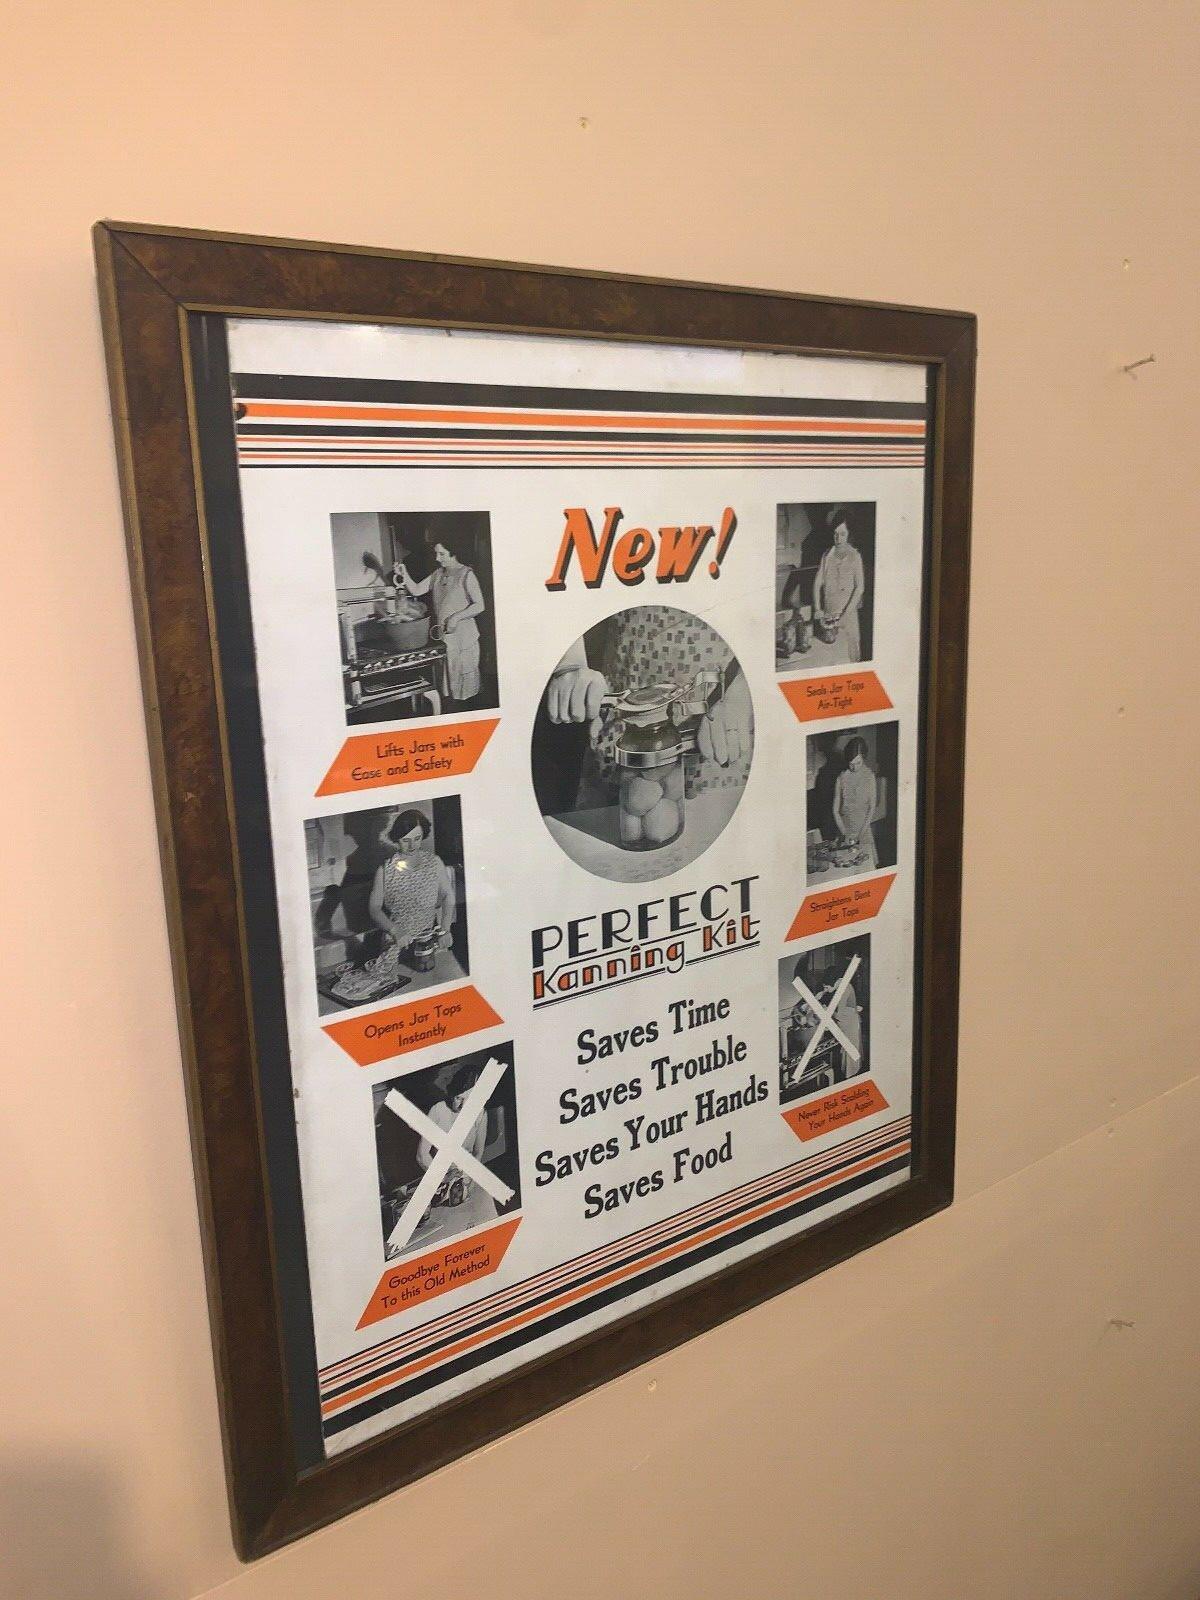 New!
Lifts Jars with
Ease and Safety
Opens Jar Tops
Instantly
Goodbye Forever
To this Old Method
PERFECT
Kanning Kit
Saves Time
Saves Trouble
Saves Your Hands
Saves Food
Seals Jar Tops
Air-Tight
Straightens Bent
Jar Tops
Never Risk Scalding
Your Hands Again